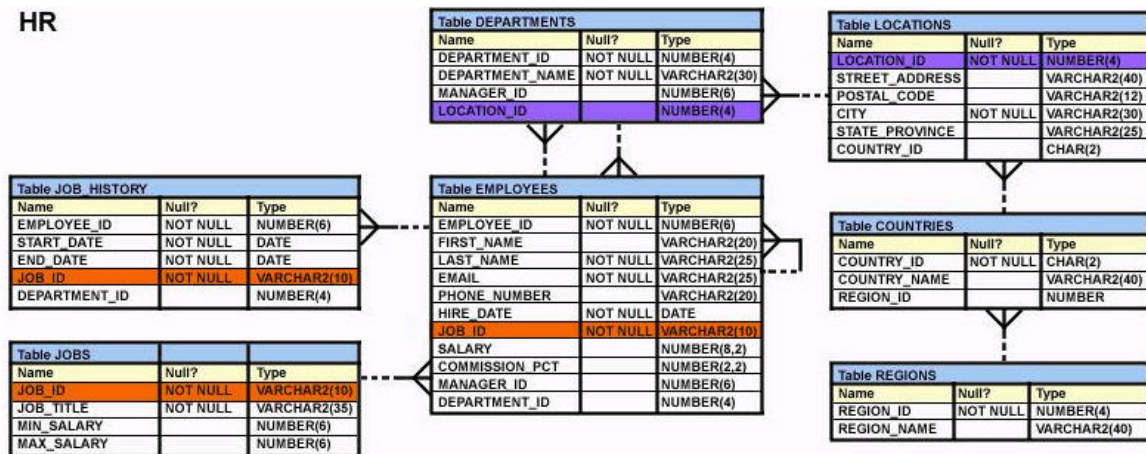 HR
Table DEPARTMENTS
Name Null? Type
DEPARTMENT_ID NOT NULL NUMBER(4)
DEPARTMENT_NAME NOT NULL VARCHAR2(30)
MANAGER_ID NUMBER(6)
LOCATION_ID NUMBER(4)
Table LOCATIONS
Name Null? Type
LOCATION_ID NOT NULL NUMBER(4)
STREET_ADDRESS VARCHAR2(40)
POSTAL_CODE VARCHAR2(12)
CITY NOT NULL VARCHAR2(30)
STATE_PROVINCE VARCHAR2(25)
COUNTRY_ID CHAR(2)
Table JOB_HISTORY
Name Null? Type
EMPLOYEE_ID NOT NULL NUMBER(6)
START_DATE NOT NULL DATE
END_DATE NOT NULL DATE
JOB_ID NOT NULL VARCHAR2(10)
DEPARTMENT_ID NUMBER(4)
Table EMPLOYEES
Name Null? Type
EMPLOYEE_ID NOT NULL NUMBER(6)
FIRST_NAME VARCHAR2(20)
LAST_NAME NOT NULL VARCHAR2(25)
EMAIL NOT NULL VARCHAR2(25)
PHONE_NUMBER VARCHAR2(20)
HIRE_DATE NOT NULL DATE
JOB_ID NOT NULL VARCHAR2(10)
SALARY NUMBER(8,2)
COMMISSION_PCT NUMBER(2,2)
MANAGER_ID NUMBER(6)
DEPARTMENT_ID NUMBER(4)
Table COUNTRIES
Name Null? Type
COUNTRY_ID NOT NULL CHAR(2)
COUNTRY_NAME VARCHAR2(40)
REGION_ID NUMBER
Table JOBS
Name Null? Type
JOB_ID NOT NULL VARCHAR2(10)
JOB_TITLE NOT NULL VARCHAR2(35)
MIN_SALARY NUMBER(6)
MAX_SALARY NUMBER(6)
Table REGIONS
Name Null? Type
REGION_ID NOT NULL NUMBER(4)
REGION_NAME VARCHAR2(40)